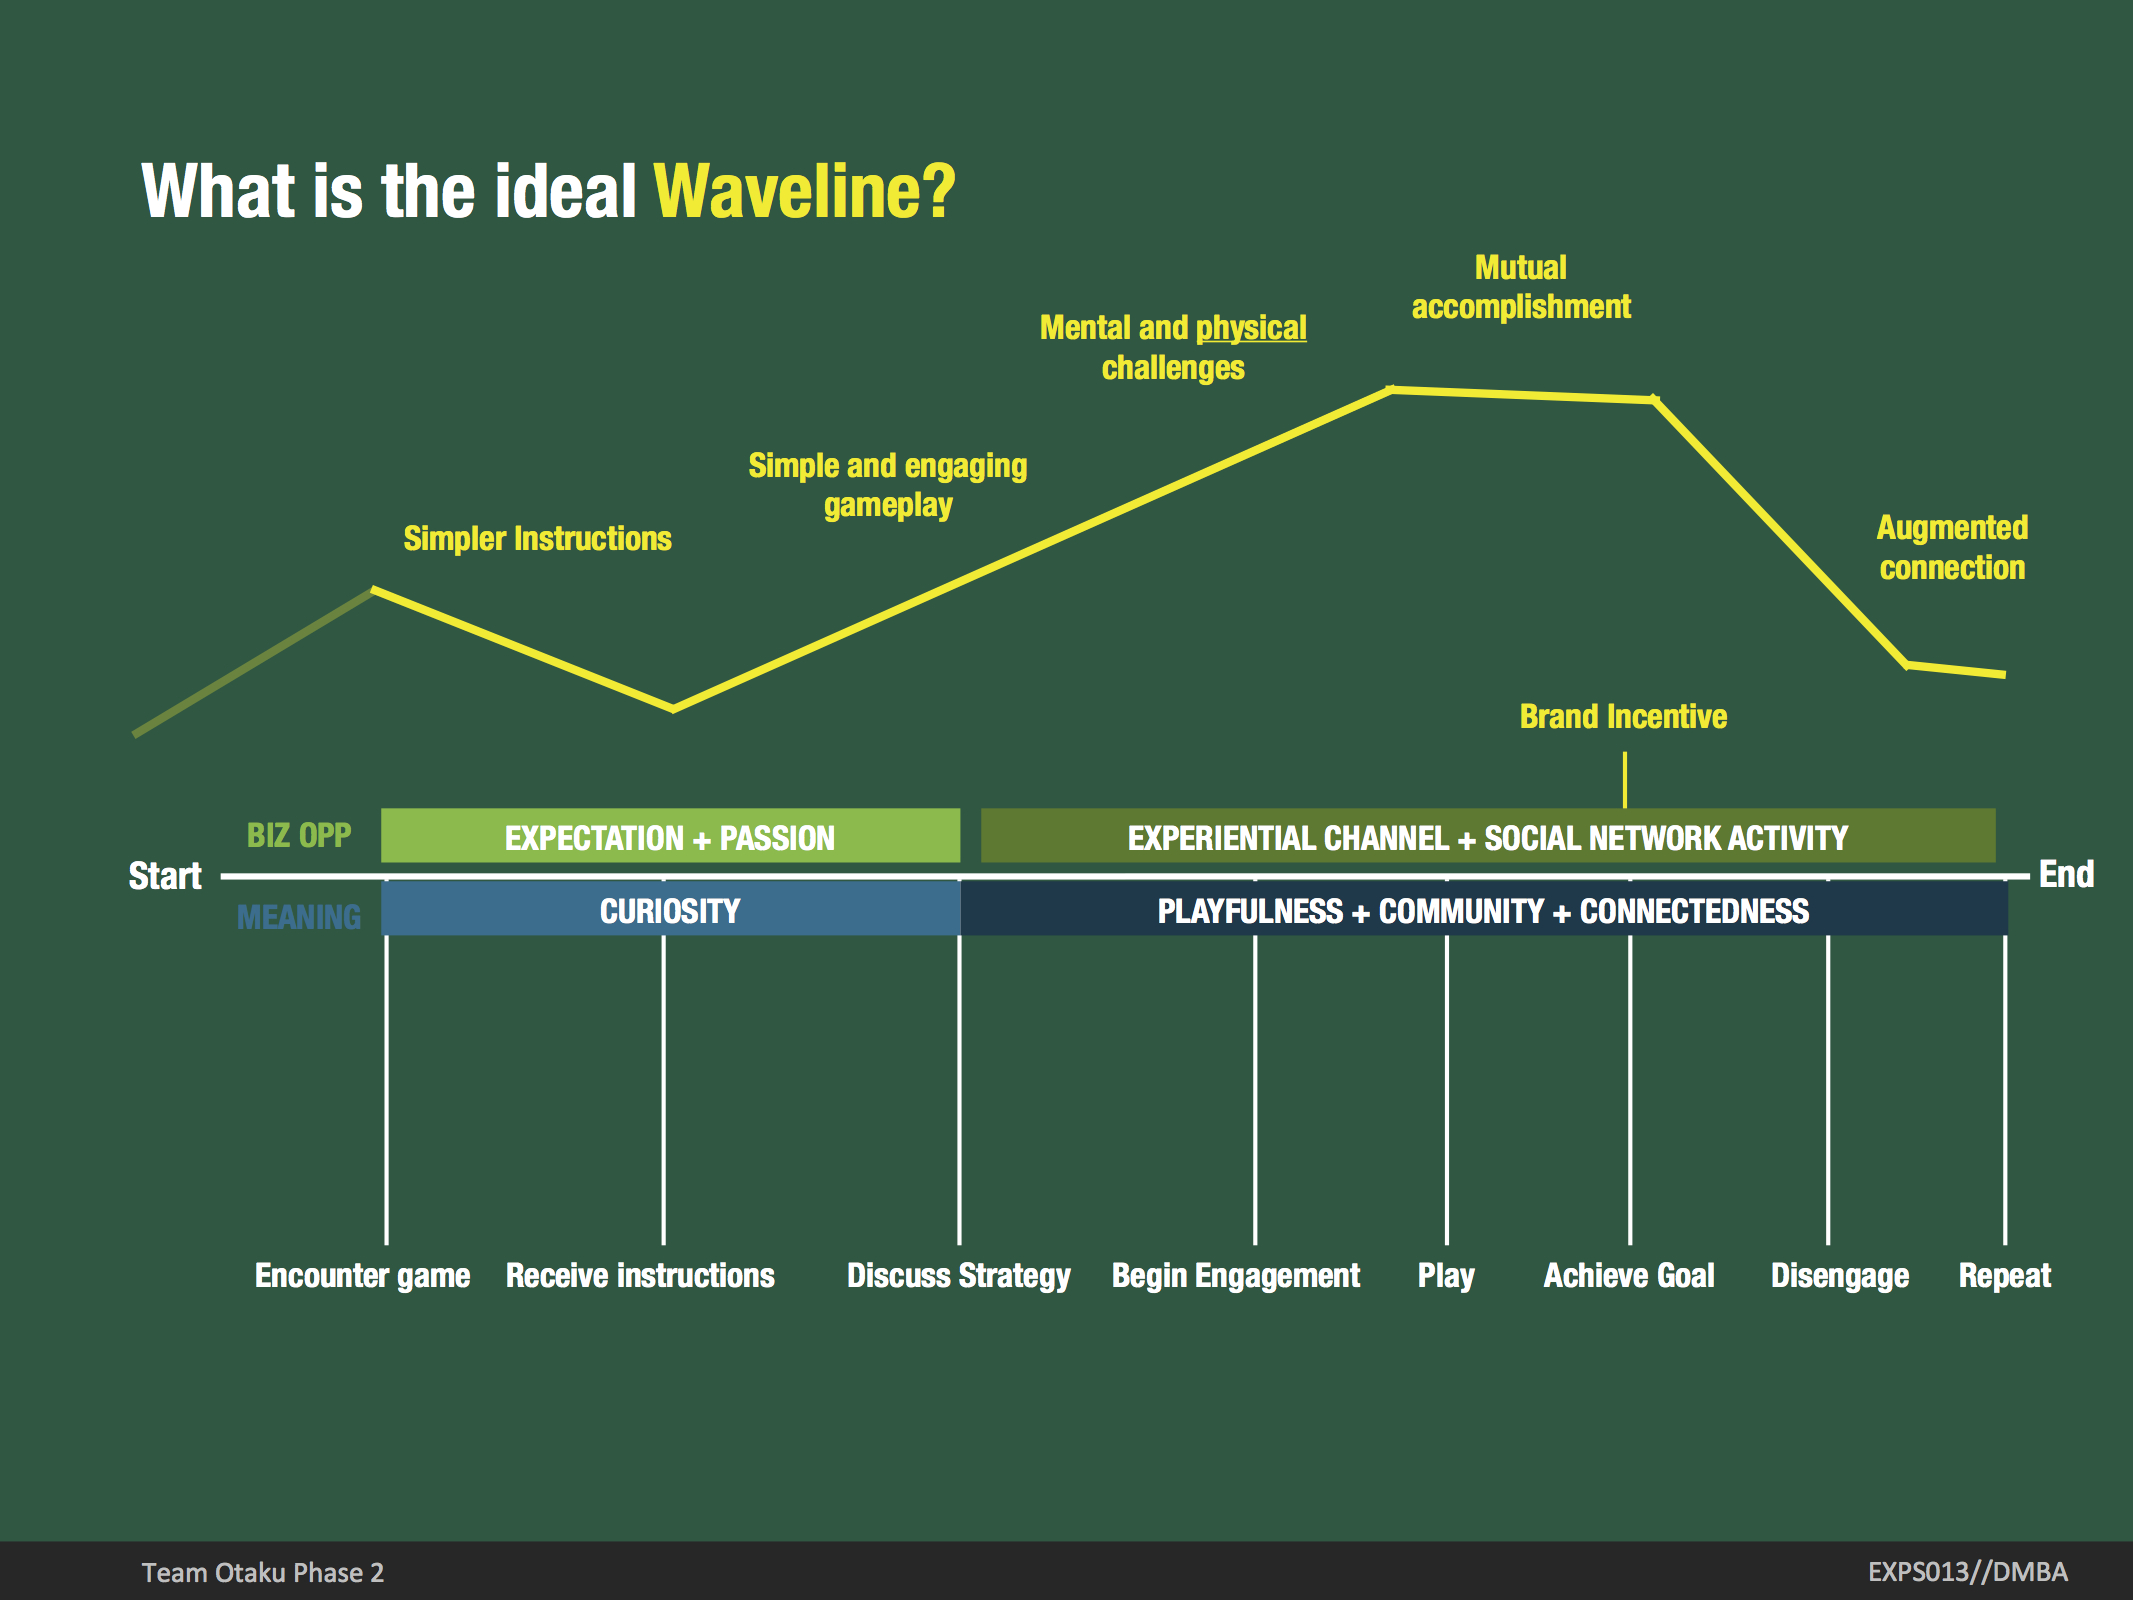 What is the ideal Waveline?
Mutual
accomplishment
Mental and physical
challenges
Simple and engaging
gameplay
Simpler Instructions
Augmented
connection
Brand Incentive
BIZ OPP
EXPECTATION + PASSION
EXPERIENTIAL CHANNEL + SOCIAL NETWORK ACTIVITY
Start
End
MEANING
CURIOSITY
PLAYFULNESS + COMMUNITY + CONNECTEDNESS
Encounter game
Receive instructions
Discuss Strategy
Begin Engagement
Play
Achieve Goal
Disengage
Repeat
Team Otaku Phase 2
EXPS013//DMBA